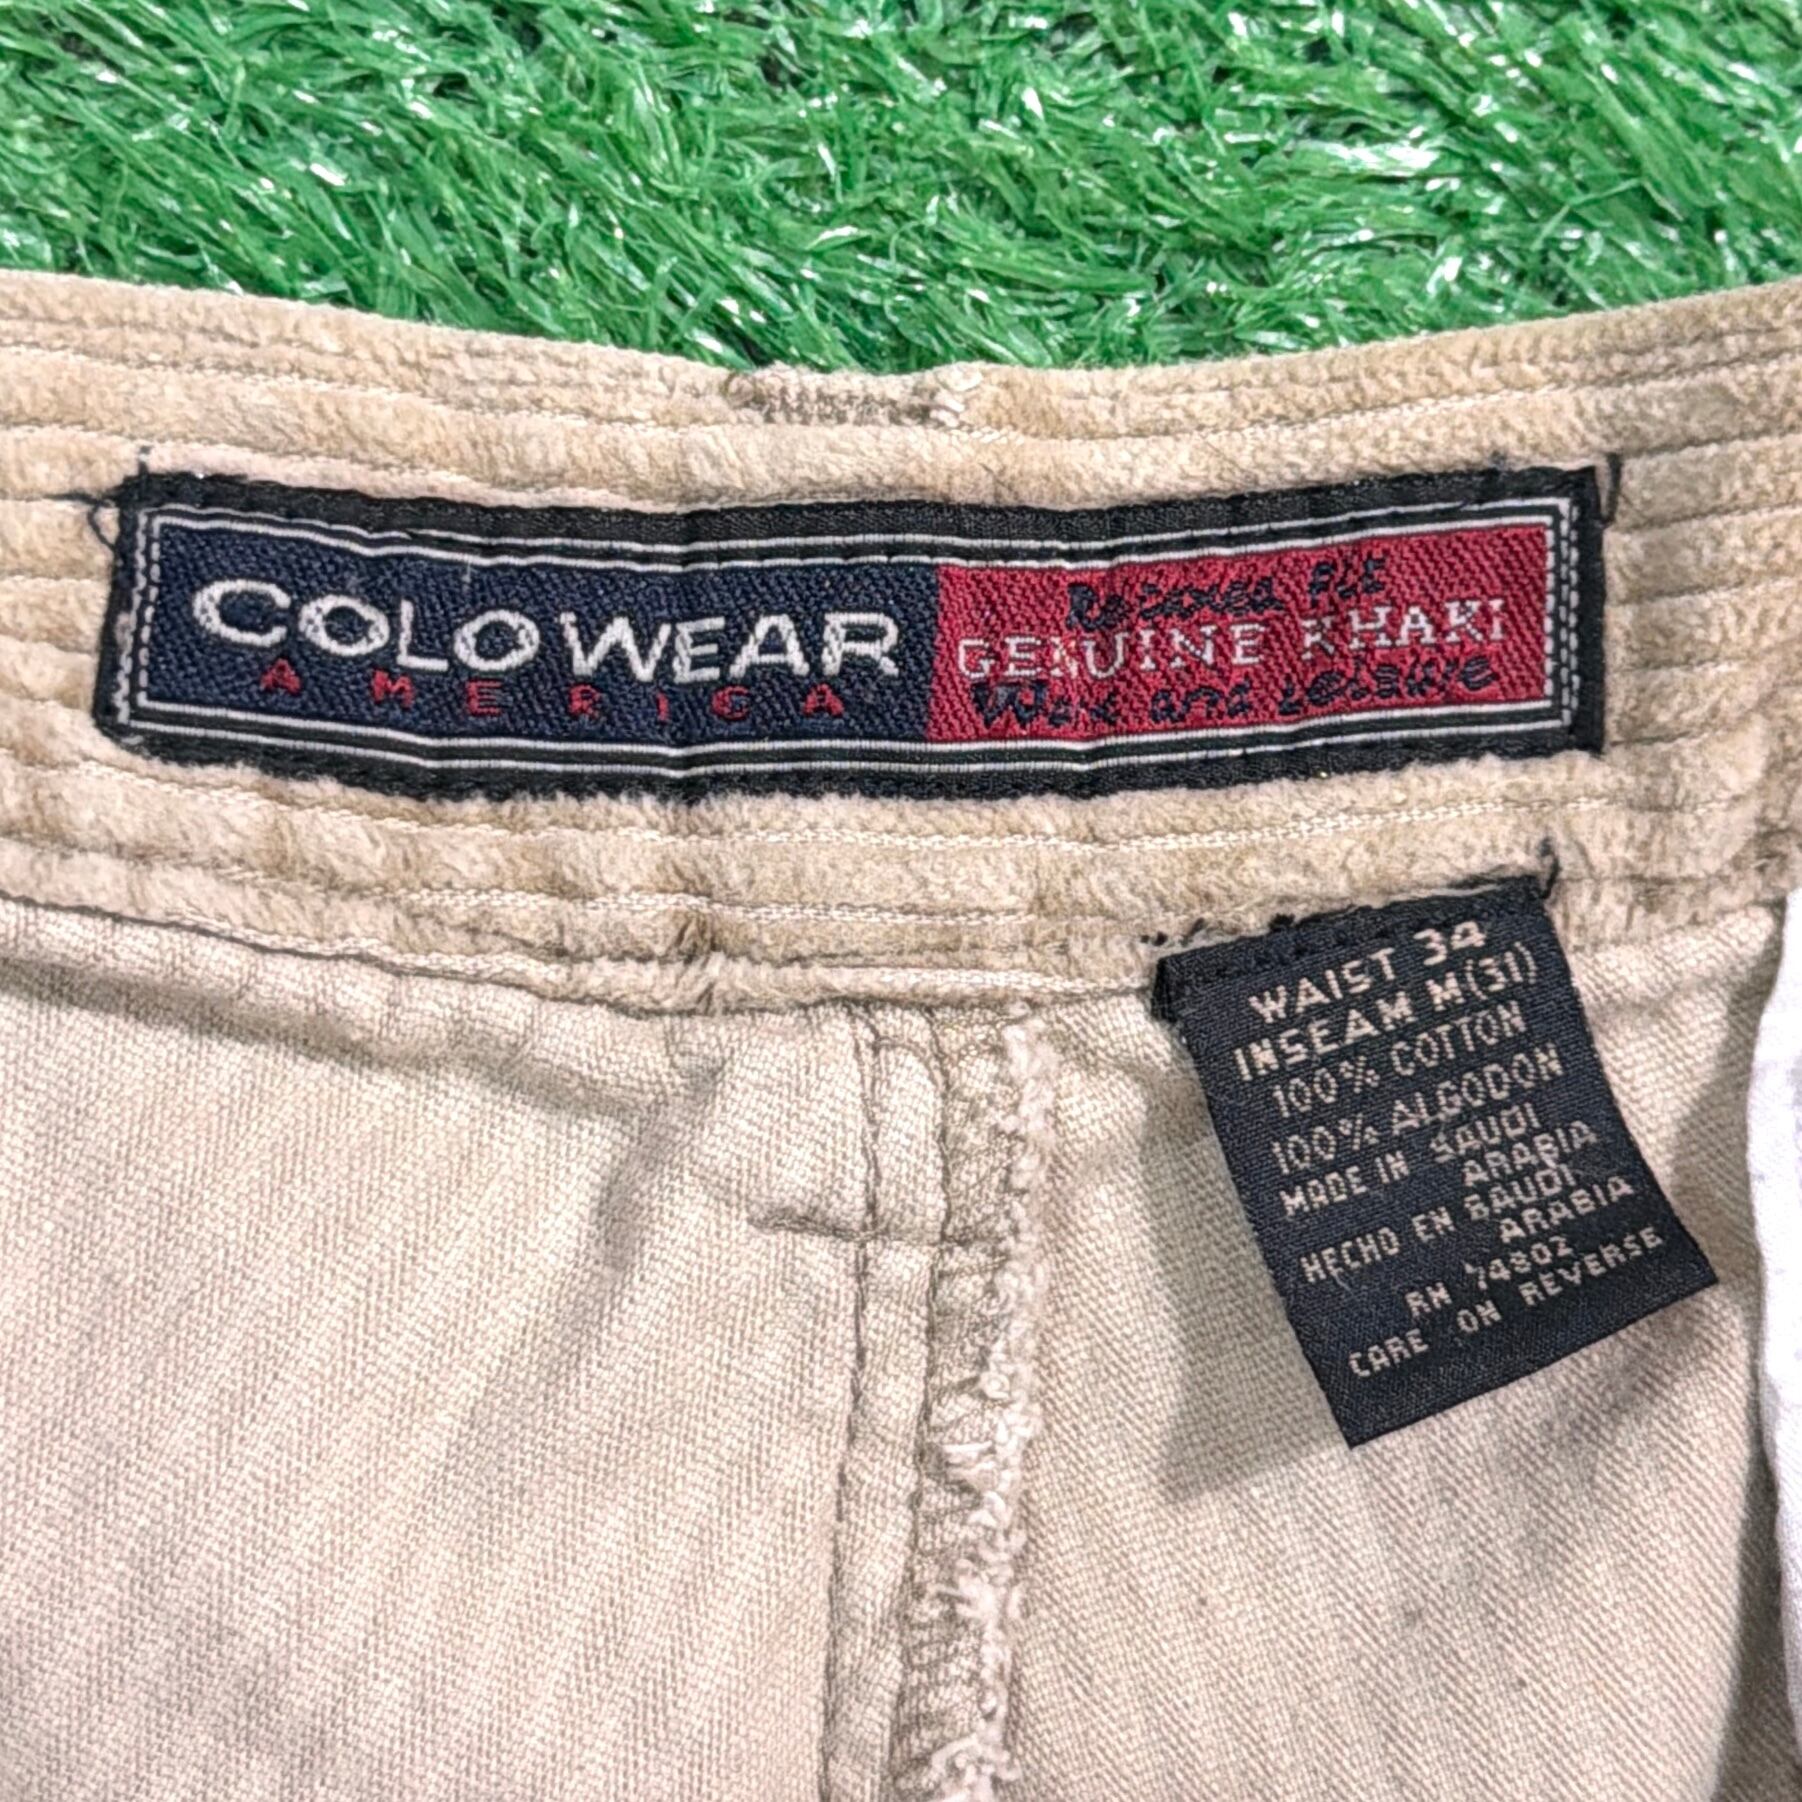 COLOWEAR
AMERICA
Relaxed Fit
GENUINE KHAKI
Work and Leisure
WAIST 34
INSEAM M(31)
100% COTTON
100% ALGODON
MADE IN SAUDI
ARABIA
HECHO EN SAUDI
ARABIA
RN 74802
CARE ON REVERSE